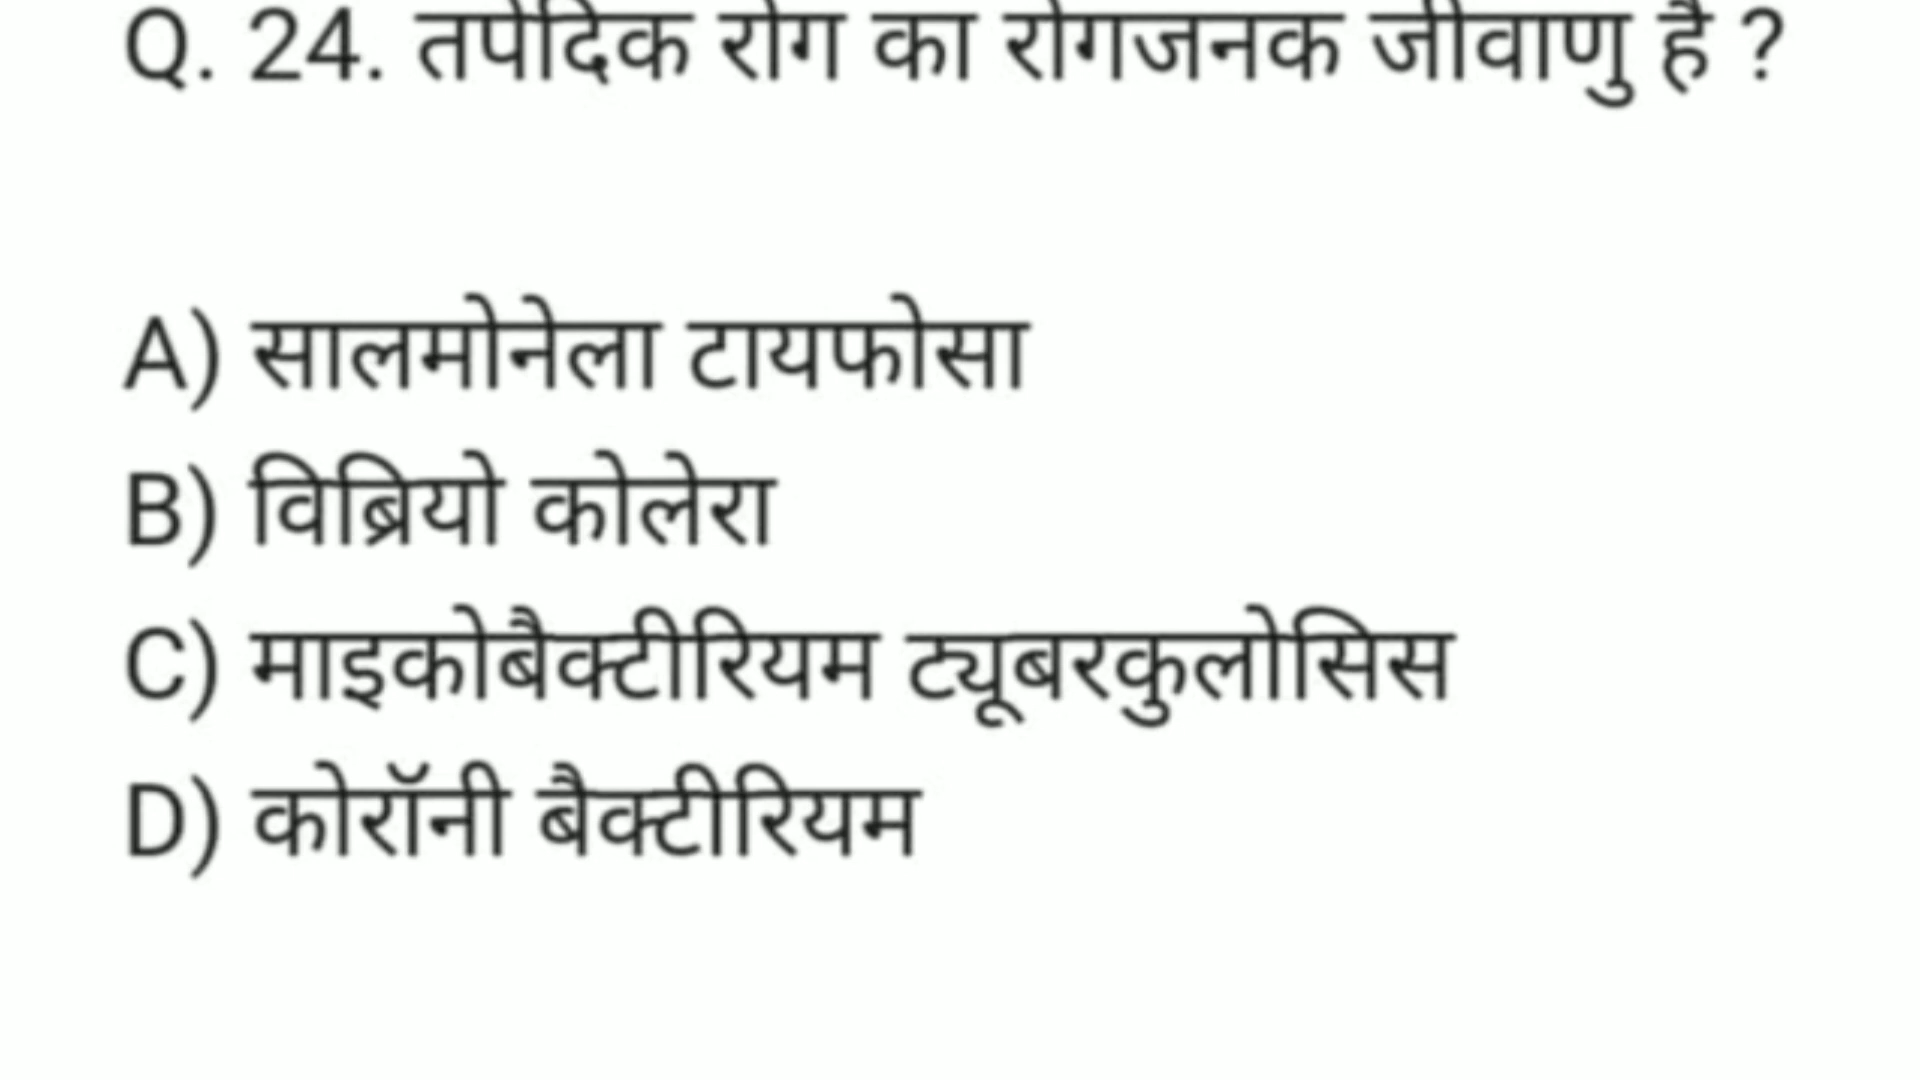 Q. 24. तपेदिक रोग का रोगजनक जीवाणु है ?
A) सालमोनेला टायफोसा
B) विब्रियो कोलेरा
C) माइकोबैक्टीरियम ट्यूबरकुलोसिस
D) कोरॉनी बैक्टीरियम